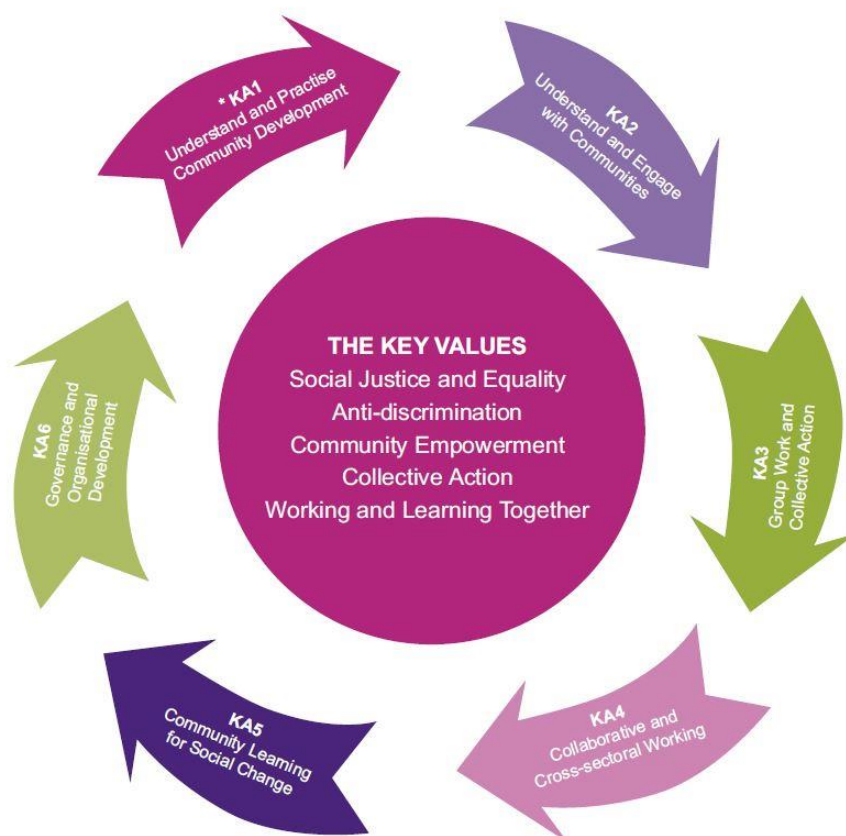 * KA1
Understand and Practise
Community Development
KA2
Understand and Engage
with Communities
KA3
Group Work and
Collective Action
KA4
Collaborative and
Cross-sectoral Working
KA5
Community Learning
for Social Change
KA6
Governance and
Organisational
Development
THE KEY VALUES
Social Justice and Equality
Anti-discrimination
Community Empowerment
Collective Action
Working and Learning Together